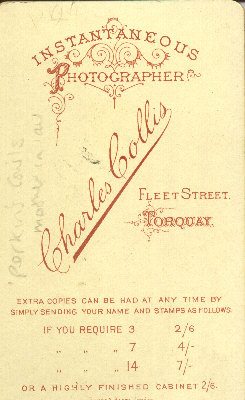 INSTANTANEOUS
PHOTOGRAPHER
Charles Collis
FLEET STREET.
TORQUAY.
EXTRA COPIES CAN BE HAD AT ANY TIME BY
SIMPLY SENDING YOUR NAME AND STAMPS AS FOLLOWS
IF YOU REQUIRE 3 2/6
" " " 7 4/-
" " " 14 7/-
OR A HIGHLY FINISHED CABINET 2/6.